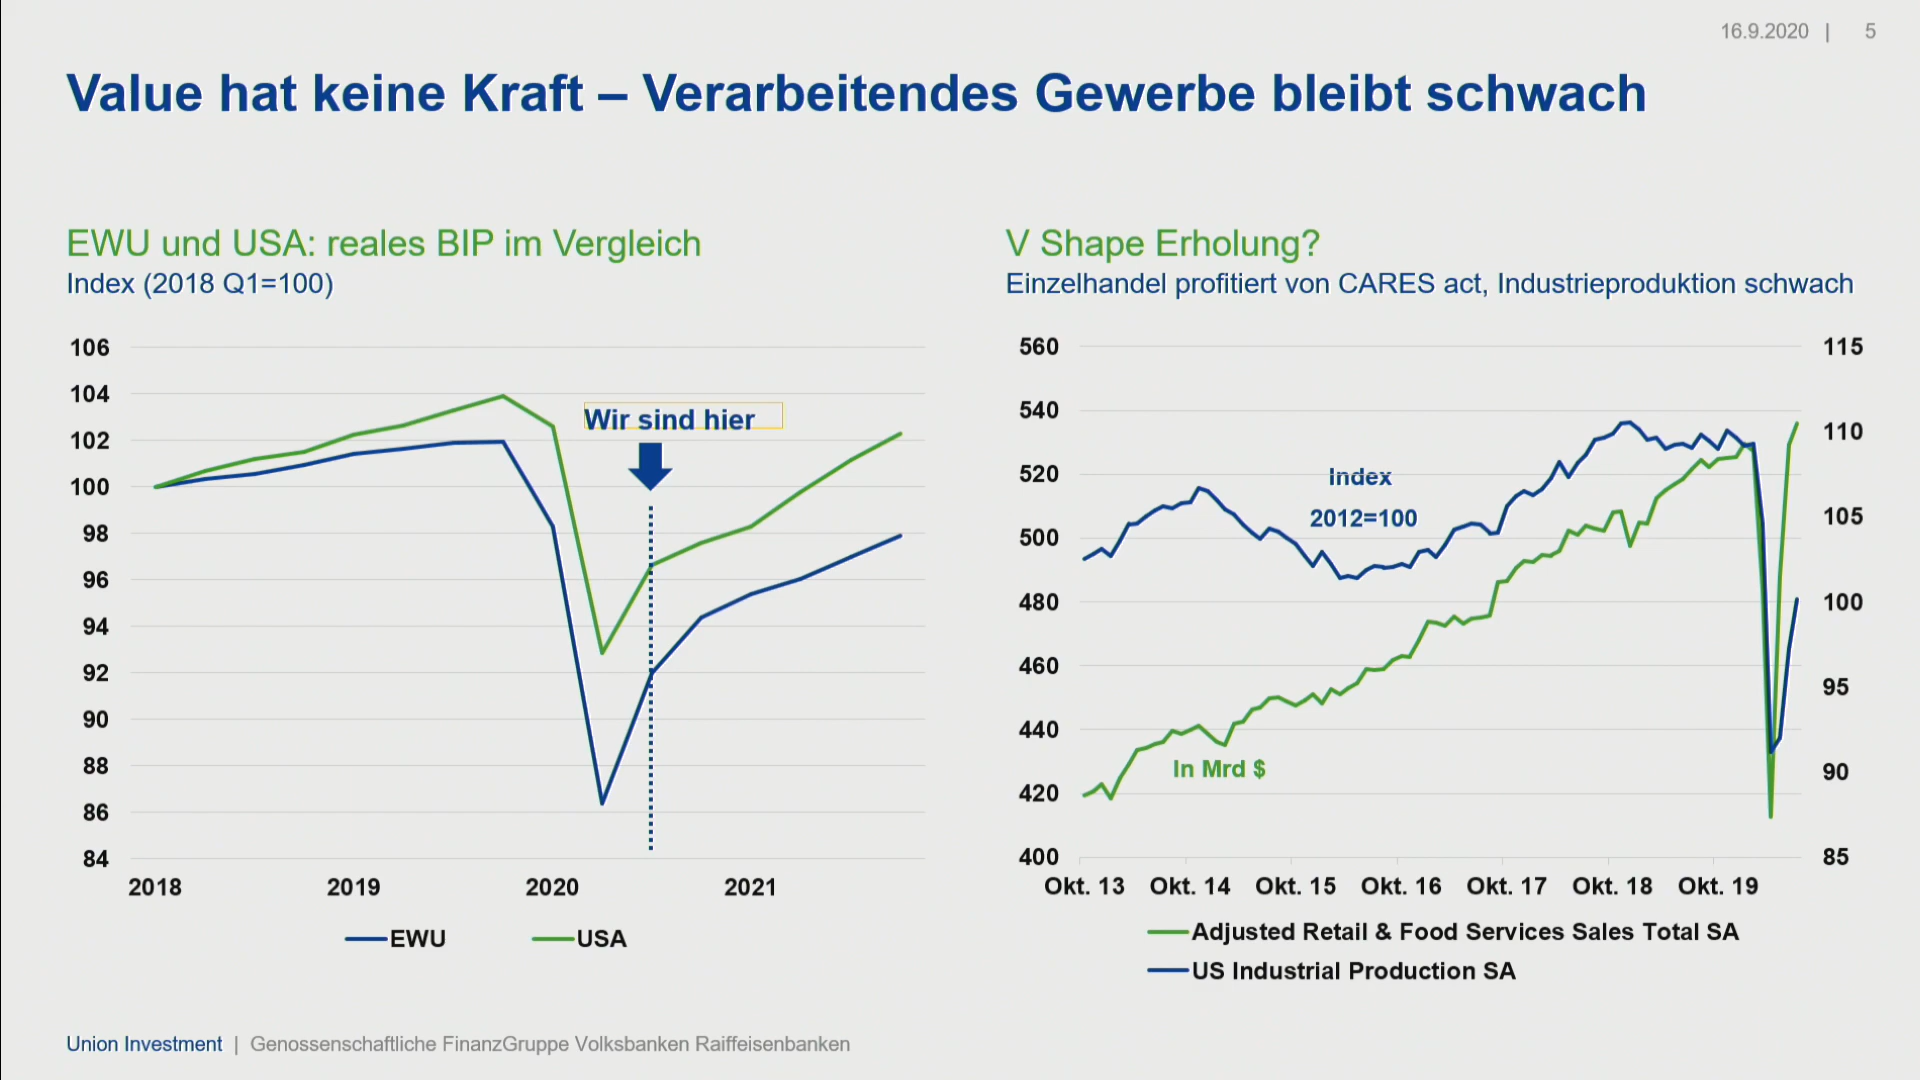 16.9.2020 | 5
Value hat keine Kraft – Verarbeitendes Gewerbe bleibt schwach
EWU und USA: reales BIP im Vergleich
Index (2018 Q1=100)
106
104
102
100
98
96
94
92
90
88
86
84
Wir sind hier
2018 2019 2020 2021
EWU USA
V Shape Erholung?
Einzelhandel profitiert von CARES act, Industrieproduktion schwach
560
540
520
500
480
460
440
420
400
Index
2012=100
In Mrd $
115
110
105
100
95
90
85
Okt. 13 Okt. 14 Okt. 15 Okt. 16 Okt. 17 Okt. 18 Okt. 19
Adjusted Retail & Food Services Sales Total SA
US Industrial Production SA
Union Investment | Genossenschaftliche FinanzGruppe Volksbanken Raiffeisenbanken